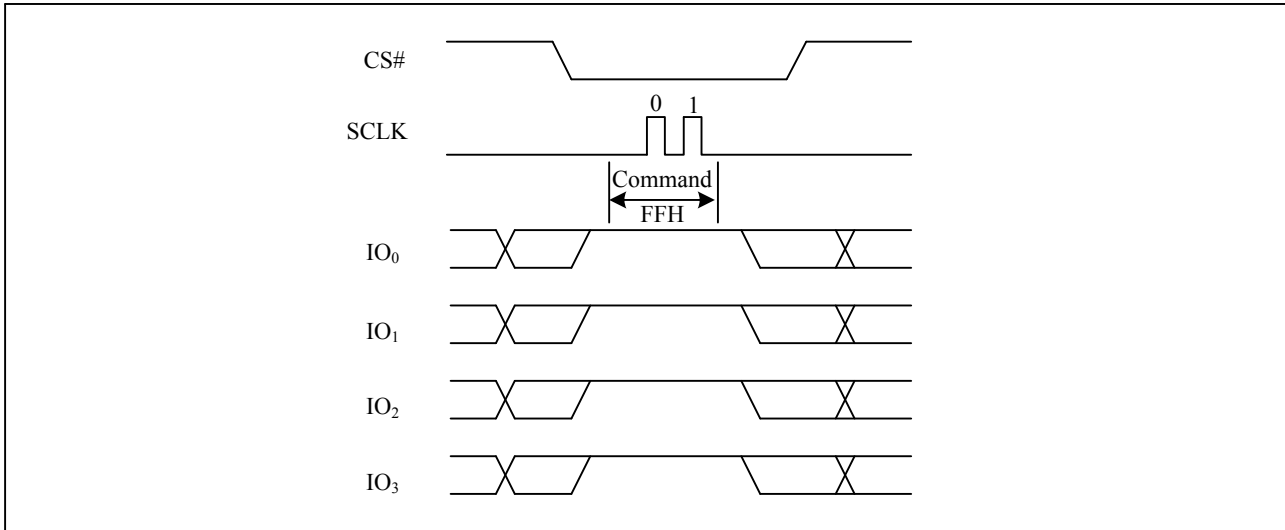 CS#
0 1
SCLK
Command
FFH
IO₀
IO₁
IO₂
IO₃